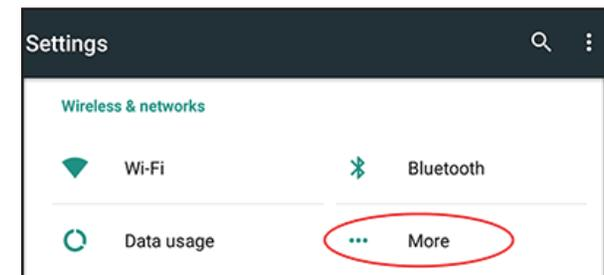 Settings
Wireless & networks
Wi-Fi
Bluetooth
Data usage
More